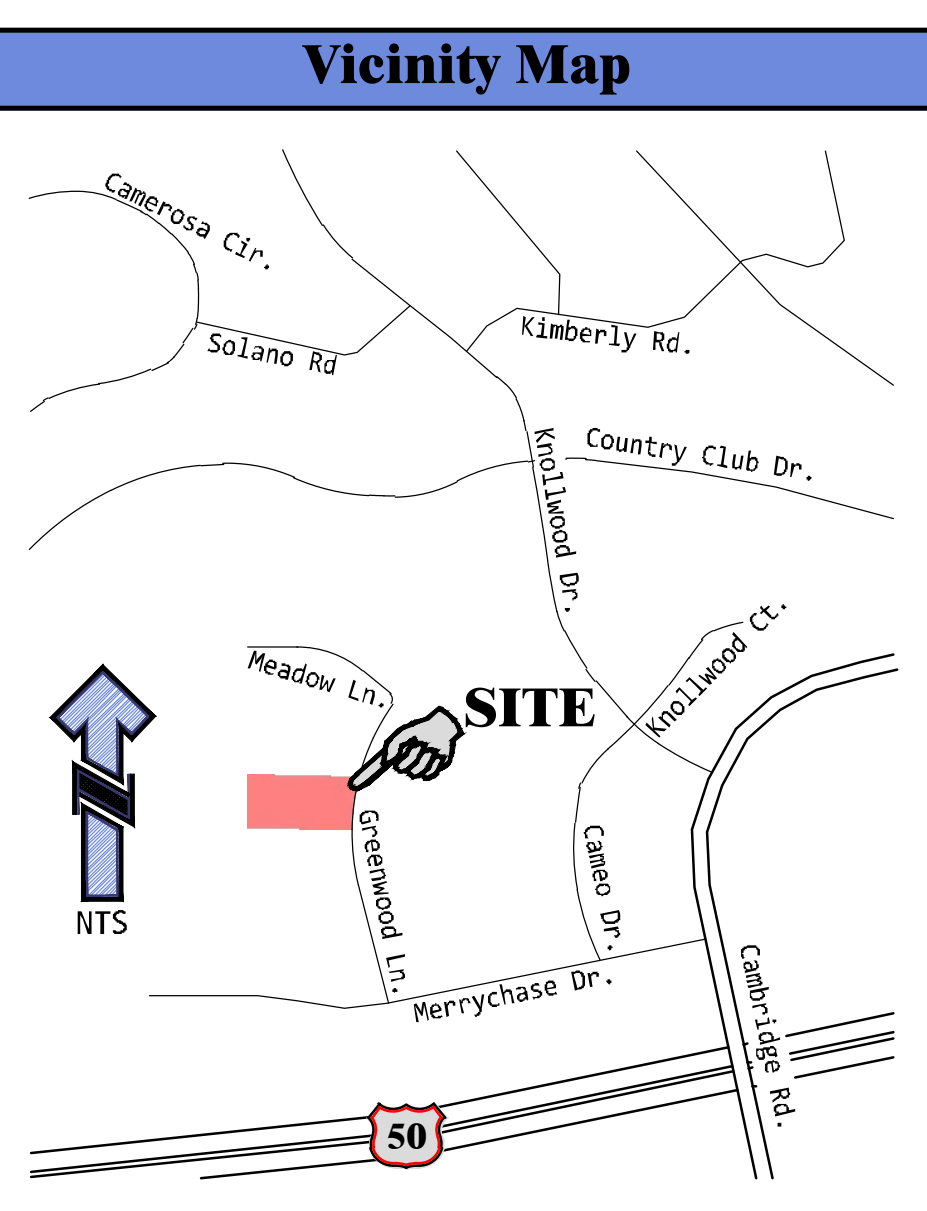 Vicinity Map
Camerosa Cir.
Solano Rd
Kimberly Rd.
Country Club Dr.
Knollwood Dr.
Knollwood Ct.
Meadow Ln.
SITE
Greenwood Ln.
Cameo Dr.
N
NTS
Merrychase Dr.
Cambridge Rd.
50